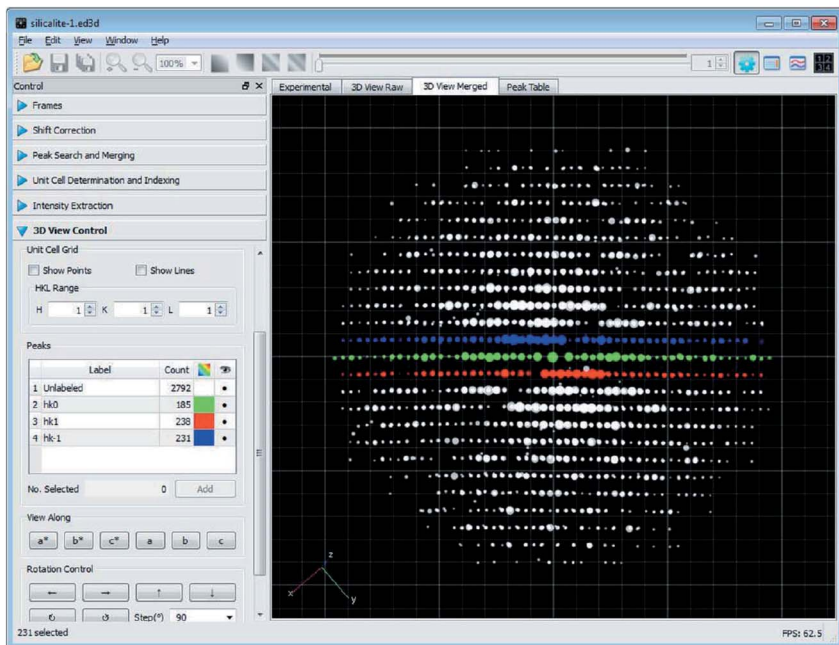 silicalite-1.ed3d
File Edit View Window Help
100% 1
Control
Experimental 3D View Raw 3D View Merged Peak Table
Frames
Shift Correction
Peak Search and Merging
Unit Cell Determination and Indexing
Intensity Extraction
3D View Control
Unit Cell Grid
Show Points Show Lines
HKL Range
H 1 K 1 L 1
Peaks
Label Count
1 Unlabeled 2792
2 hk0 185
3 hk1 238
4 hk-1 231
No. Selected 0 Add
View Along
a* b* c* a b c
Rotation Control
Step(°) 90
z
x
y
231 selected
FPS: 62.5